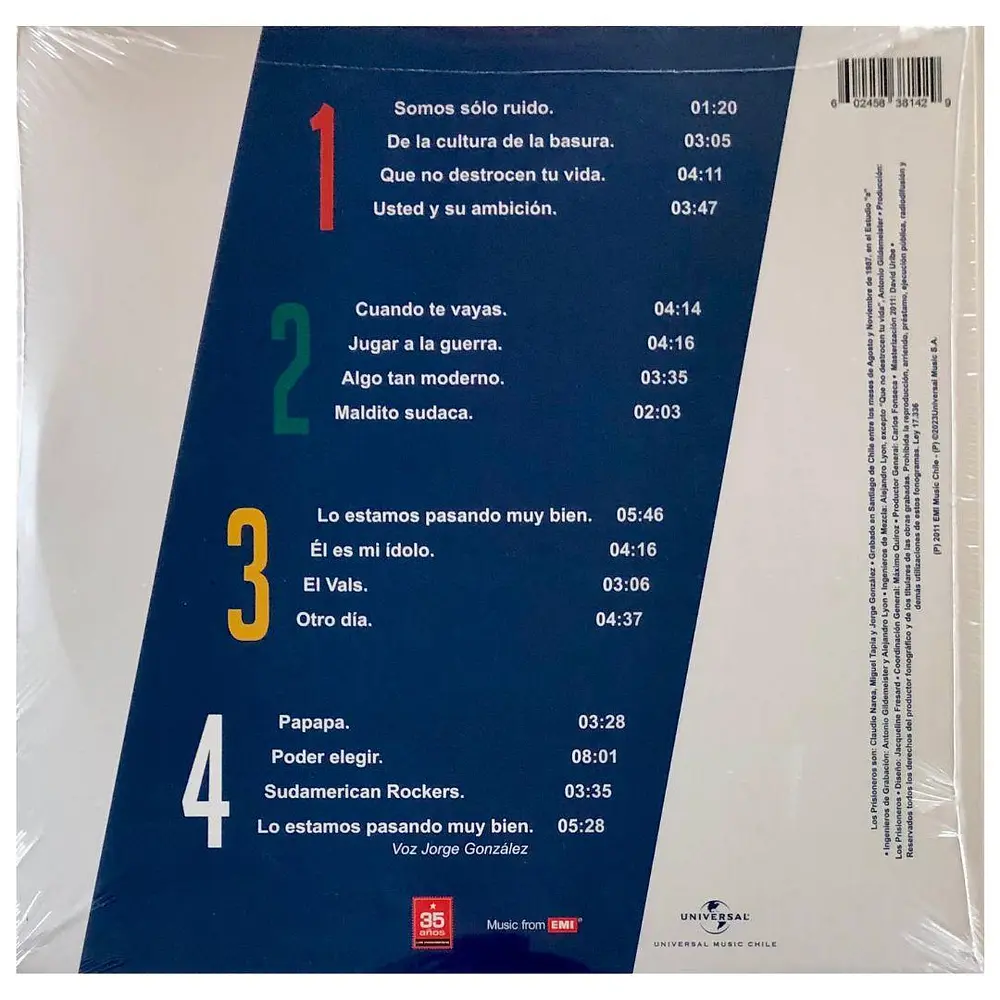 1
Somos sólo ruido. 01:20
De la cultura de la basura. 03:05
Que no destrocen tu vida. 04:11
Usted y su ambición. 03:47
2
Cuando te vayas. 04:14
Jugar a la guerra. 04:16
Algo tan moderno. 03:35
Maldito sudaca. 02:03
3
Lo estamos pasando muy bien. 05:46
Él es mi ídolo. 04:16
El Vals. 03:06
Otro día. 04:37
4
Papapa. 03:28
Poder elegir. 08:01
Sudamerican Rockers. 03:35
Lo estamos pasando muy bien. 05:28
Voz Jorge González
35
años
Music from EMI
UNIVERSAL
UNIVERSAL MUSIC CHILE
6 02458 38142 9
Los Prisioneros son: Claudio Narea, Miguel Tapia y Jorge González • Grabado en Santiago de Chile entre los meses de Agosto y Noviembre de 1987, en el Estudio "a"
• Ingenieros de Grabación: Antonio Gildemeister y Alejandro Lyon • Ingenieros de Mezcla: Alejandro Lyon, excepto "Que no destrocen tu vida", Antonio Gildemeister • Producción:
Los Prisioneros • Diseño: Jacqueline Fresard • Coordinación General: Máximo Quiroz • Productor General: Carlos Fonseca • Masterización 2011: David Uribe •
Reservados todos los derechos del productor fonográfico y de los titulares de las obras grabadas. Prohibida la reproducción, arriendo, préstamo, ejecución pública, radiodifusión y
demás utilizaciones de estos fonogramas. Ley 17.336
(P) 2011 EMI Music Chile - (P) ©2023Universal Music S.A.